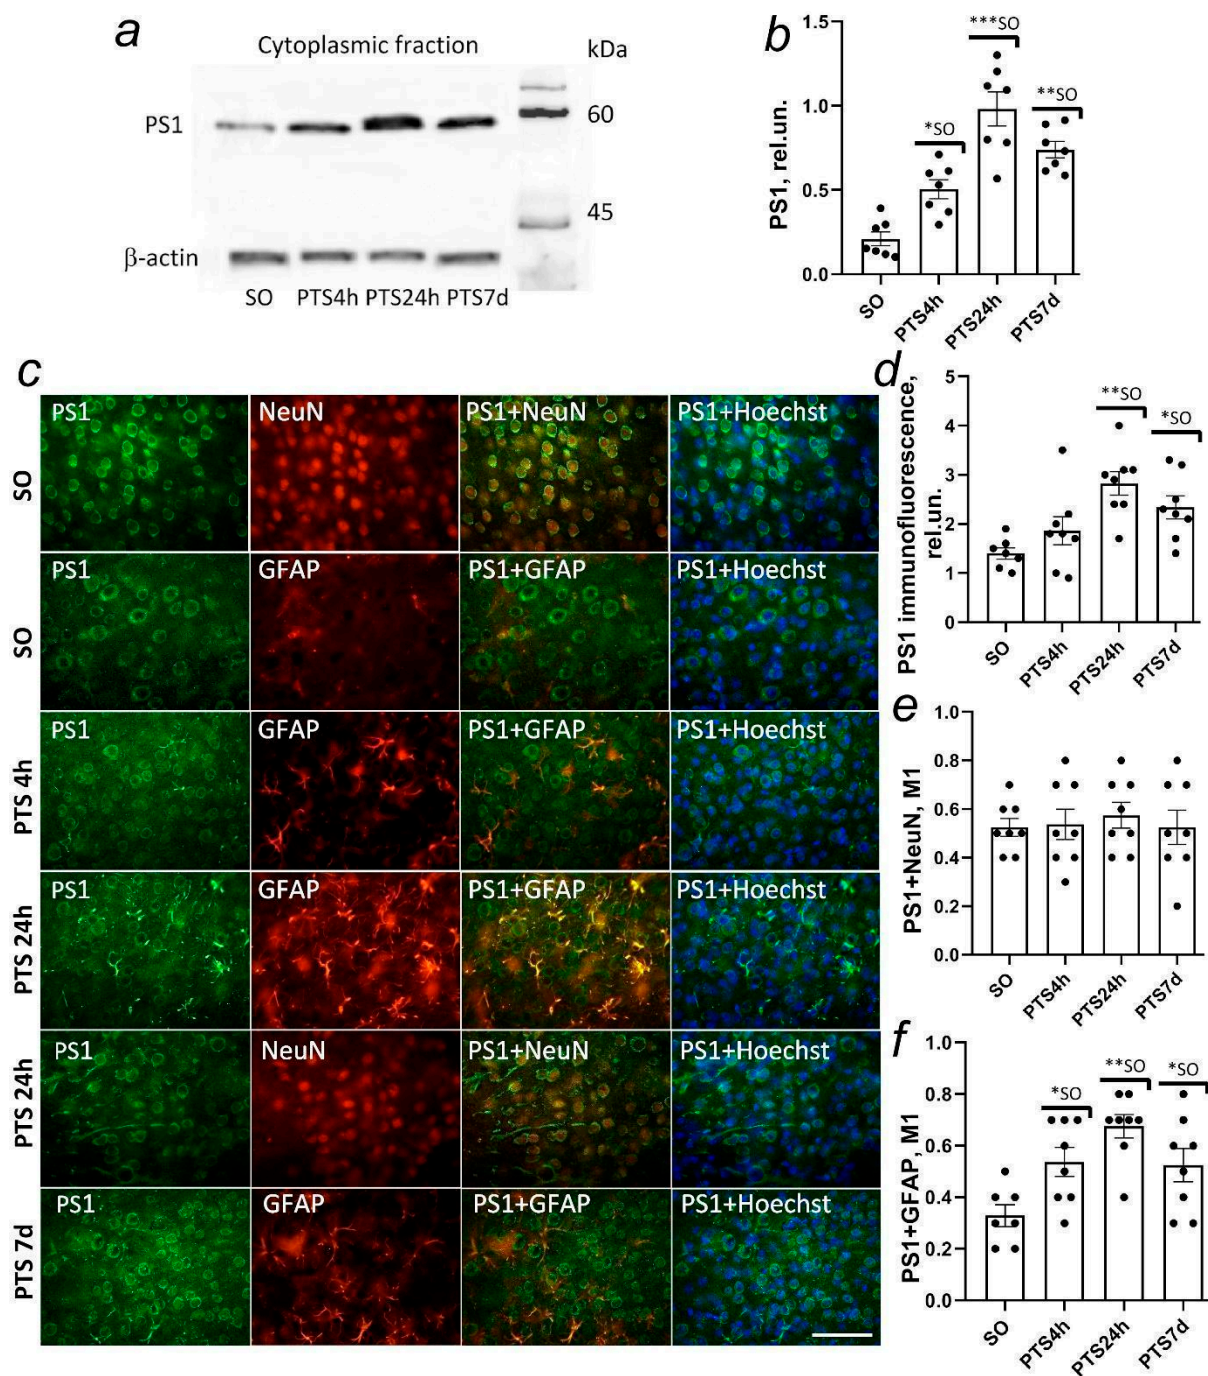 a
Cytoplasmic fraction
kDa
PS1
60
45
β-actin
SO PTS4h PTS24h PTS7d
b
PS1, rel.un.
1.5
1.0
0.5
0.0
*SO
***SO
**SO
SO
PTS4h
PTS24h
PTS7d
c
SO
PS1
NeuN
PS1+NeuN
PS1+Hoechst
SO
PS1
GFAP
PS1+GFAP
PS1+Hoechst
PTS 4h
PS1
GFAP
PS1+GFAP
PS1+Hoechst
PTS 24h
PS1
GFAP
PS1+GFAP
PS1+Hoechst
PTS 24h
PS1
NeuN
PS1+NeuN
PS1+Hoechst
PTS 7d
PS1
GFAP
PS1+GFAP
PS1+Hoechst
d
PS1 immunofluorescence,
rel.un.
5
4
3
2
1
0
**SO
*SO
SO
PTS4h
PTS24h
PTS7d
e
PS1+NeuN, M1
1.0
0.8
0.6
0.4
0.2
0.0
SO
PTS4h
PTS24h
PTS7d
f
PS1+GFAP, M1
1.0
0.8
0.6
0.4
0.2
0.0
*SO
**SO
*SO
SO
PTS4h
PTS24h
PTS7d